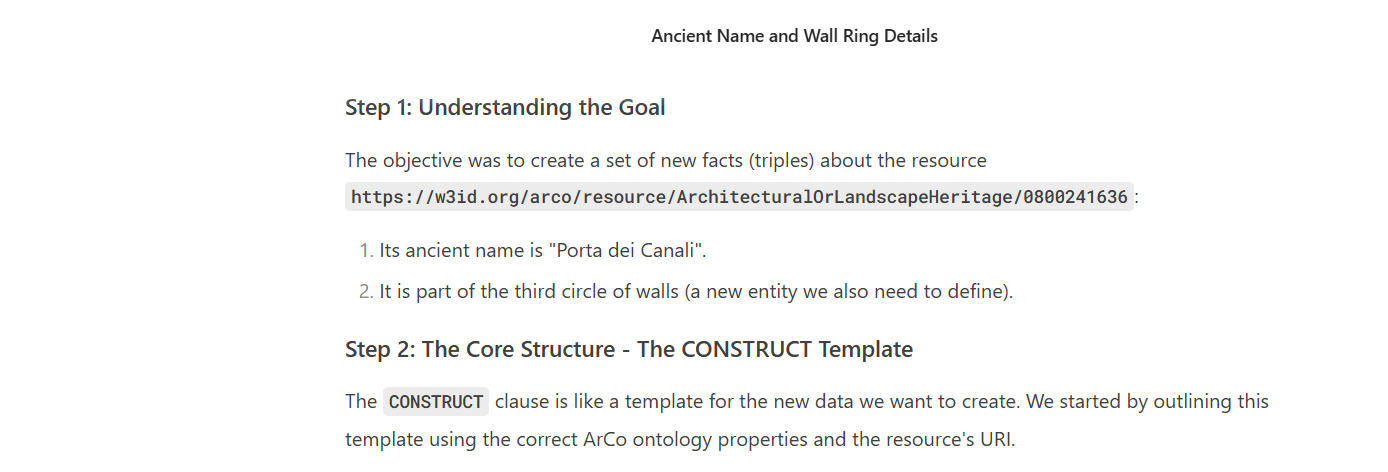 Ancient Name and Wall Ring Details
Step 1: Understanding the Goal
The objective was to create a set of new facts (triples) about the resource
https://w3id.org/arco/resource/ArchitecturalOrLandscapeHeritage/0800241636:
1. Its ancient name is "Porta dei Canali".
2. It is part of the third circle of walls (a new entity we also need to define).
Step 2: The Core Structure - The CONSTRUCT Template
The CONSTRUCT clause is like a template for the new data we want to create. We started by outlining this
template using the correct ArCo ontology properties and the resource's URI.